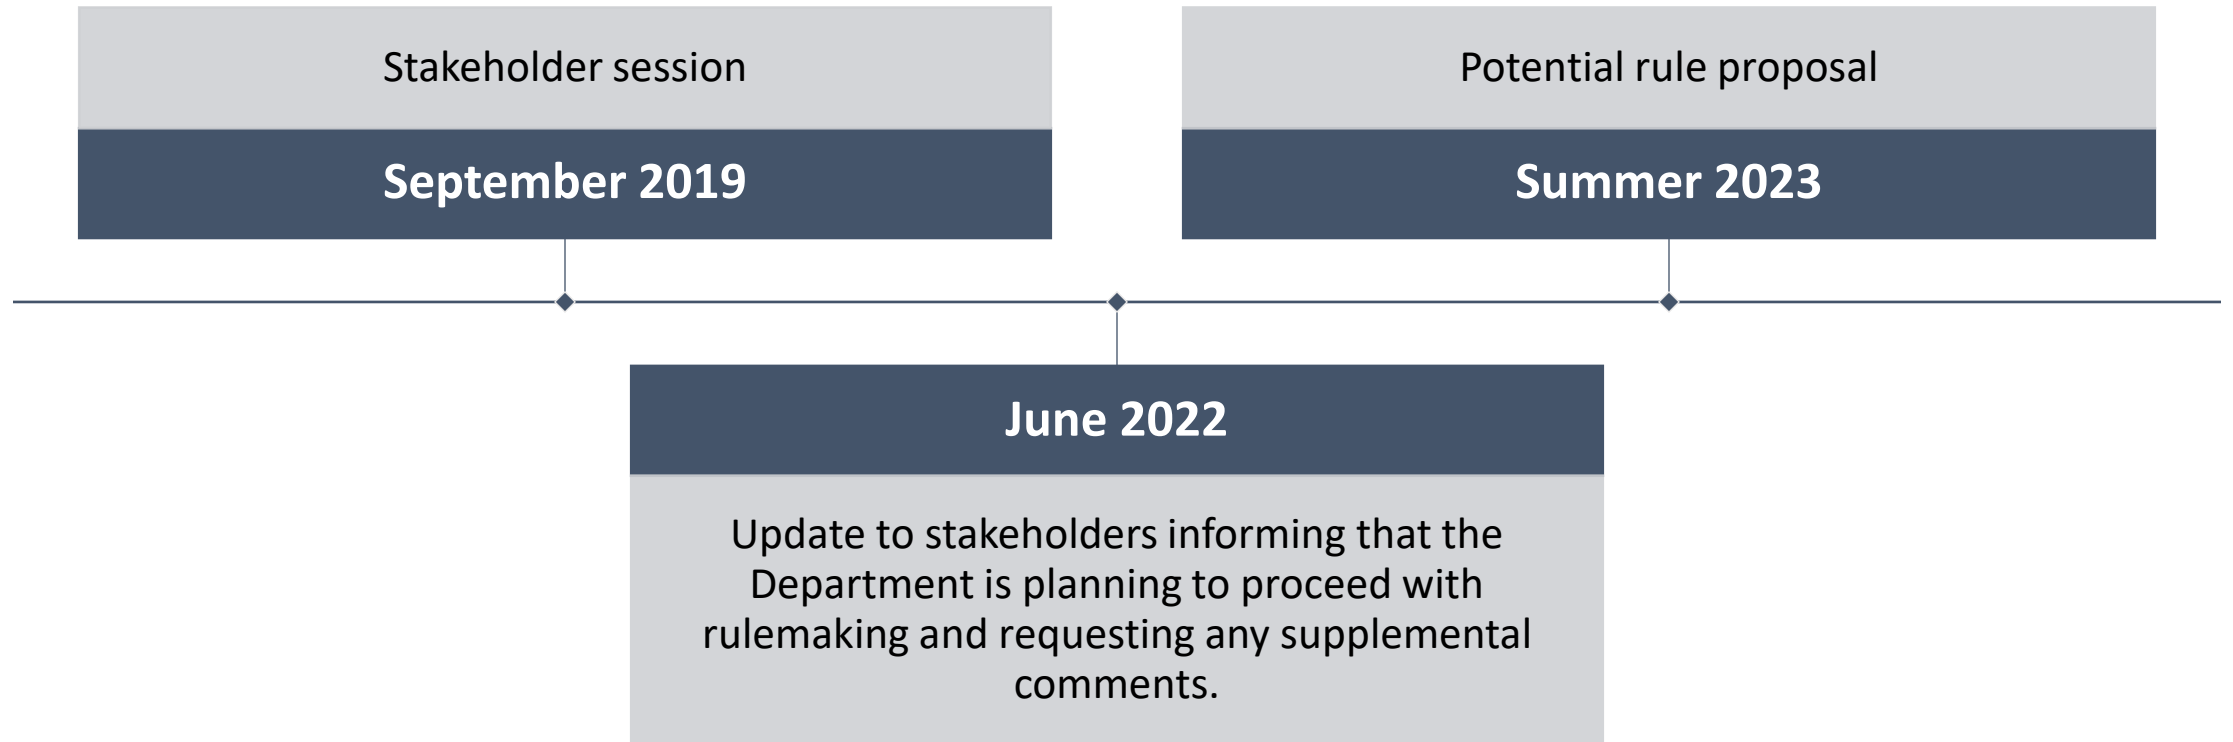 Stakeholder session
September 2019
Potential rule proposal
Summer 2023
June 2022
Update to stakeholders informing that the
Department is planning to proceed with
rulemaking and requesting any supplemental
comments.